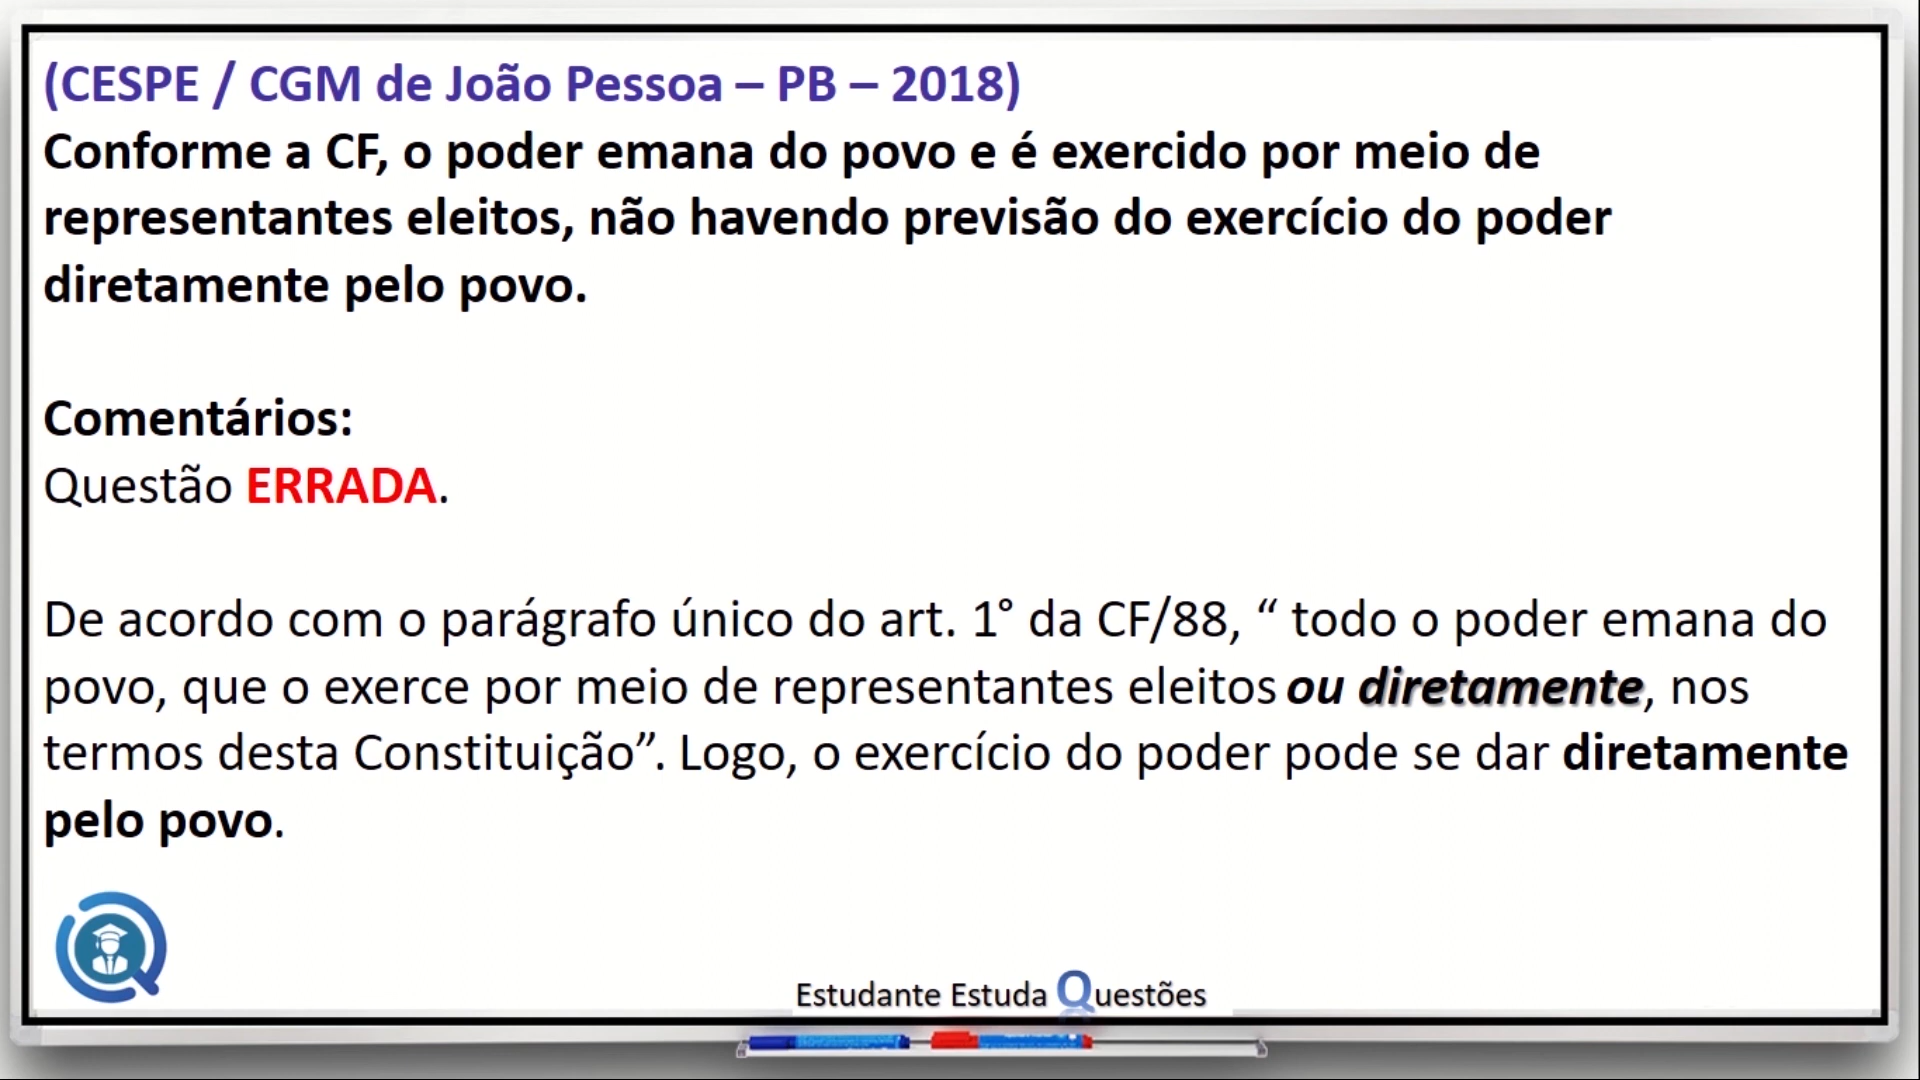 (CESPE / CGM de João Pessoa – PB – 2018)
Conforme a CF, o poder emana do povo e é exercido por meio de
representantes eleitos, não havendo previsão do exercício do poder
diretamente pelo povo.
Comentários:
Questão ERRADA.
De acordo com o parágrafo único do art. 1° da CF/88, “ todo o poder emana do
povo, que o exerce por meio de representantes eleitos ou diretamente, nos
termos desta Constituição”. Logo, o exercício do poder pode se dar diretamente
pelo povo.
Estudante Estuda Questões